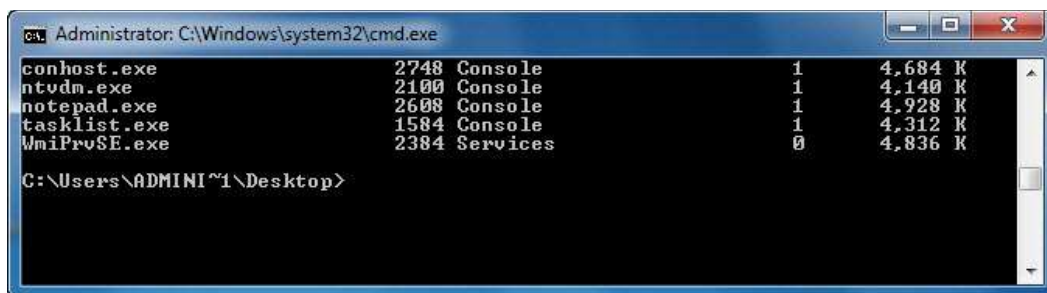 Administrator: C:\Windows\system32\cmd.exe
conhost.exe 2748 Console 1 4,684 K
ntvdm.exe 2100 Console 1 4,140 K
notepad.exe 2608 Console 1 4,928 K
tasklist.exe 1584 Console 1 4,312 K
WmiPrvSE.exe 2384 Services 0 4,836 K
C:\Users\ADMINI~1\Desktop>